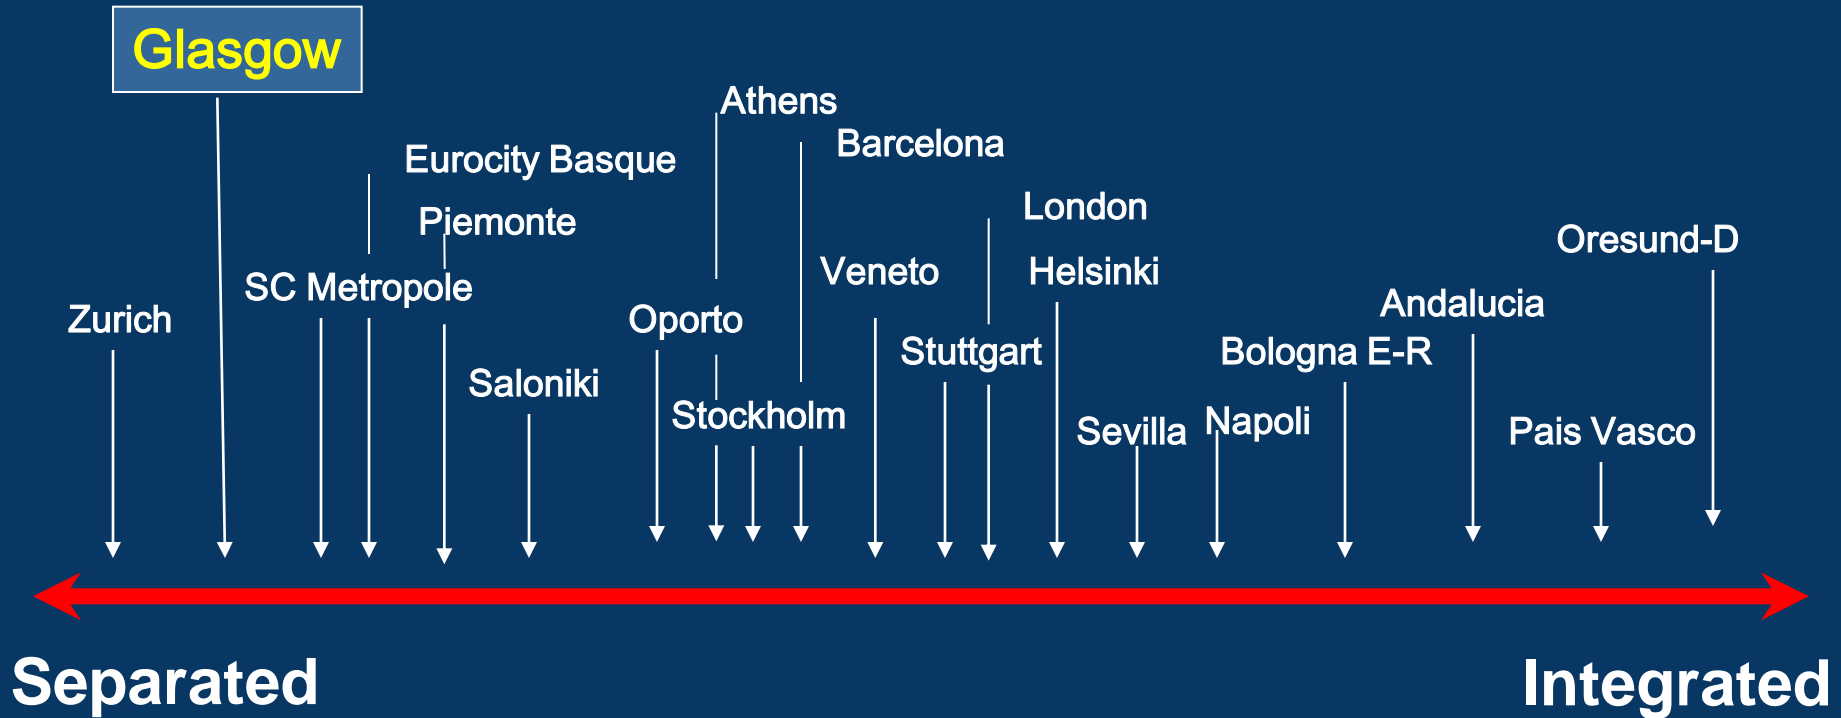 Glasgow
Athens
Barcelona
Eurocity Basque
London
Piemonte
Oresund-D
Veneto
Helsinki
SC Metropole
Andalucia
Zurich
Oporto
Stuttgart
Bologna E-R
Saloniki
Stockholm
Napoli
Sevilla
Pais Vasco
Separated
Integrated